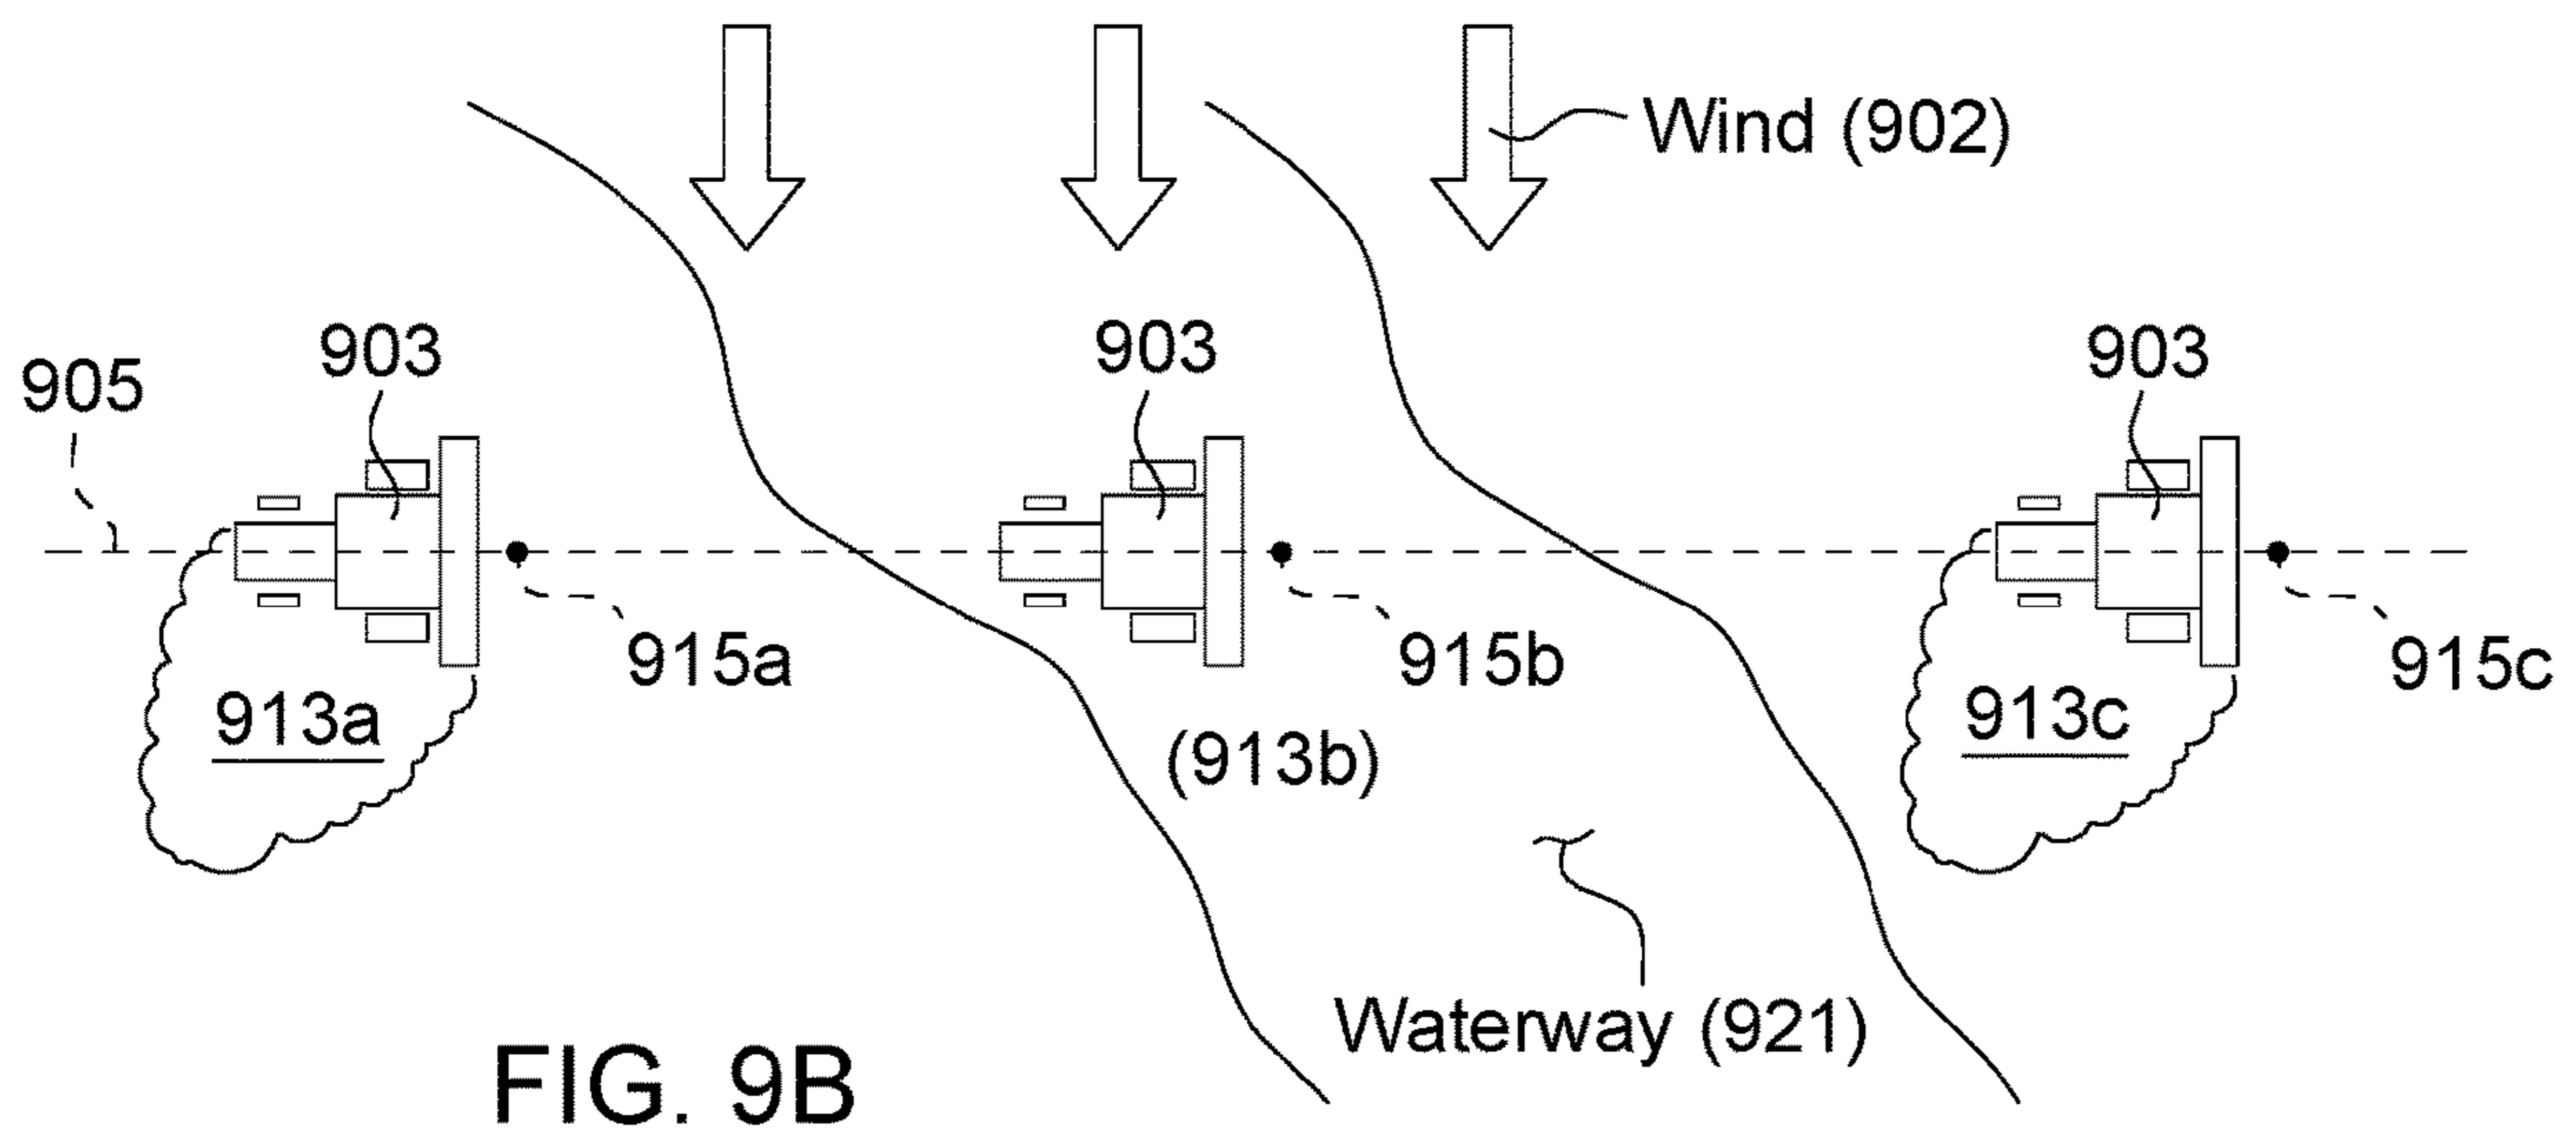 Wind (902)
905
903
903
903
915a
915b
915c
913a
(913b)
913c
Waterway (921)
FIG. 9B